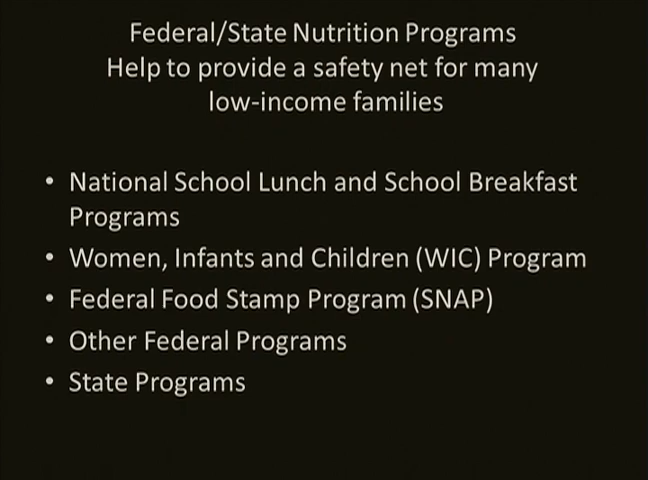 Federal/State Nutrition Programs
Help to provide a safety net for many
low-income families
• National School Lunch and School Breakfast
Programs
• Women, Infants and Children (WIC) Program
• Federal Food Stamp Program (SNAP)
• Other Federal Programs
• State Programs